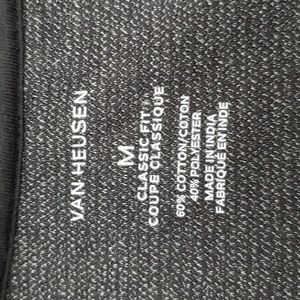 VAN HEUSEN
M
CLASSIC FIT/
COUPE CLASSIQUE
60% COTTON/COTON
40% POLYESTER
MADE IN INDIA
FABRIQUÉ EN INDE